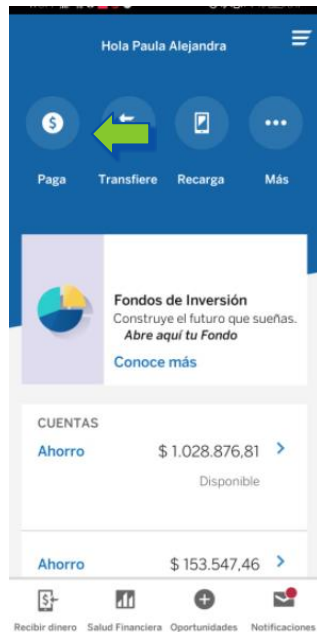 Hola Paula Alejandra
Paga
Transfiere
Recarga
Más
Fondos de Inversión
Construye el futuro que sueñas.
Abre aquí tu Fondo
Conoce más
CUENTAS
Ahorro $ 1.028.876,81
Disponible
Ahorro $ 153.547,46
Recibir dinero Salud Financiera Oportunidades Notificaciones